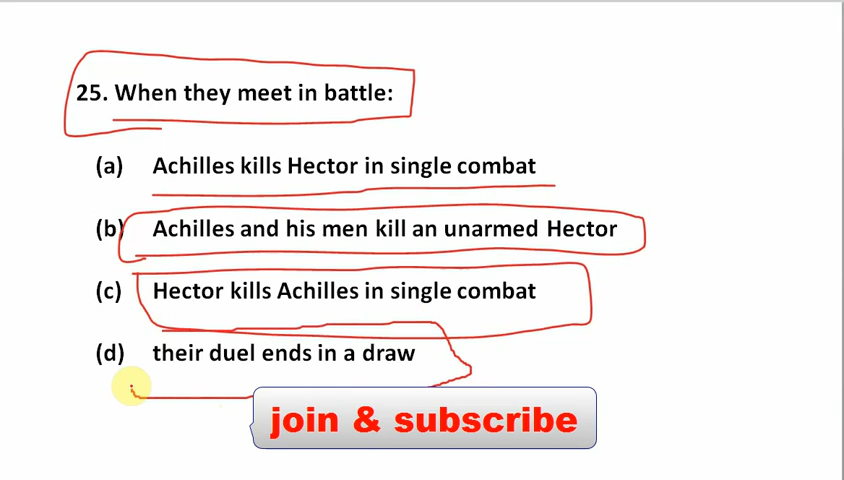 25. When they meet in battle:
(a) Achilles kills Hector in single combat
(b) Achilles and his men kill an unarmed Hector
(c) Hector kills Achilles in single combat
(d) their duel ends in a draw
join & subscribe